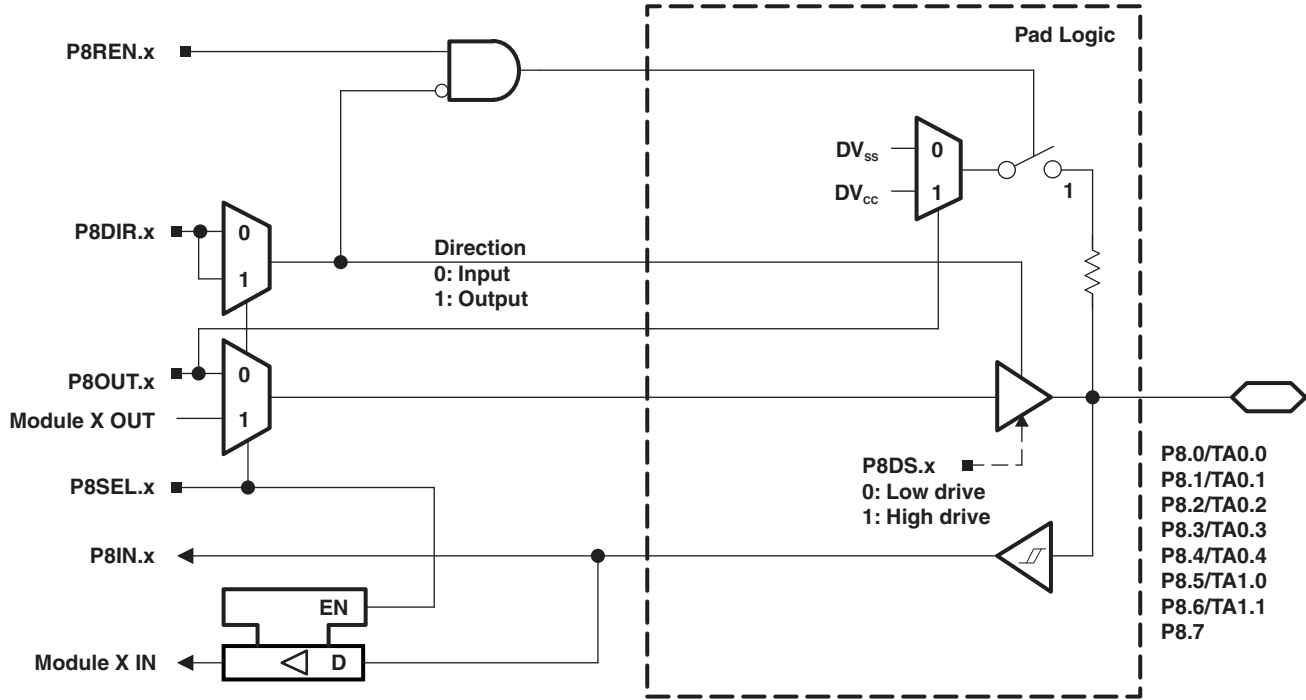 Pad Logic
P8REN.x
DVSS
0
DVCC
1
1
P8DIR.x
0
1
Direction
0: Input
1: Output
P8OUT.x
0
Module X OUT
1
P8DS.x
0: Low drive
1: High drive
P8SEL.x
P8IN.x
EN
Module X IN
D
P8.0/TA0.0
P8.1/TA0.1
P8.2/TA0.2
P8.3/TA0.3
P8.4/TA0.4
P8.5/TA1.0
P8.6/TA1.1
P8.7